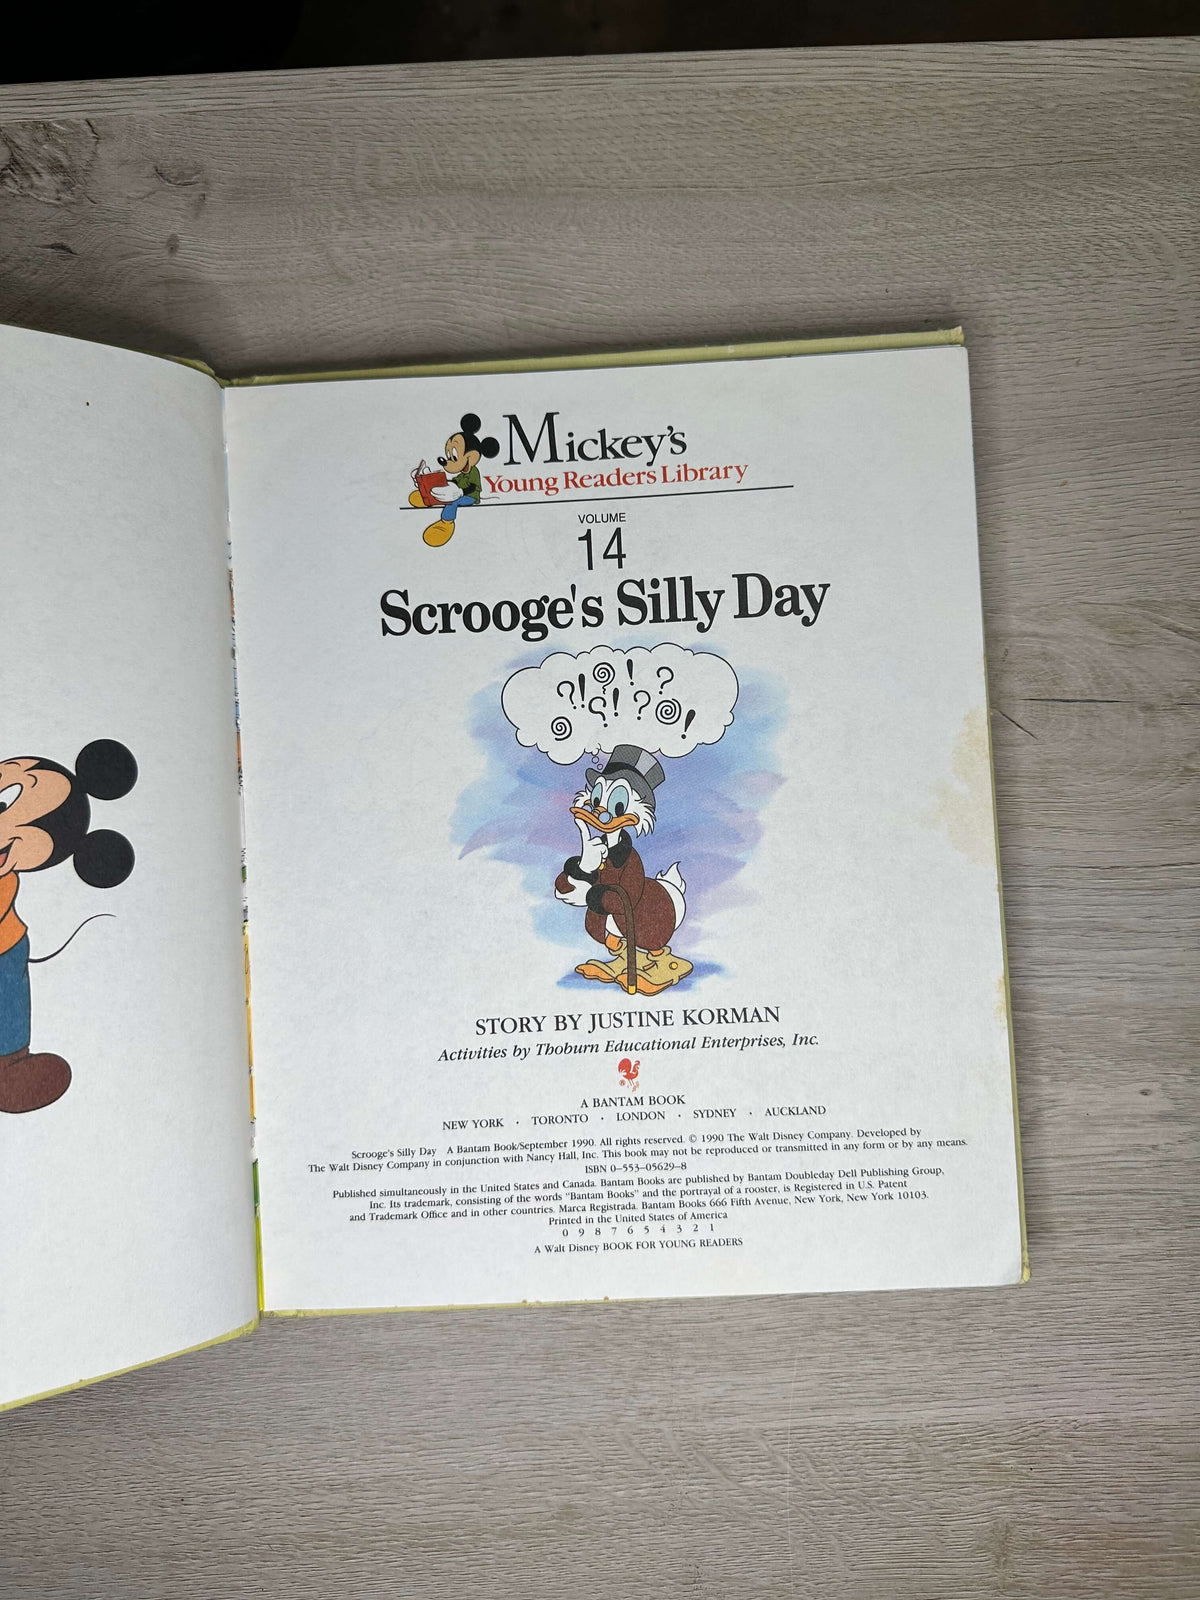 Mickey's
Young Readers Library
VOLUME
14
Scrooge's Silly Day
?!!?
?!?!
STORY BY JUSTINE KORMAN
Activities by Thoburn Educational Enterprises, Inc.
A BANTAM BOOK
NEW YORK · TORONTO · LONDON · SYDNEY · AUCKLAND
Scrooge's Silly Day A Bantam Book/September 1990. All rights reserved. © 1990 The Walt Disney Company. Developed by
The Walt Disney Company in conjunction with Nancy Hall, Inc. This book may not be reproduced or transmitted in any form or by any means.
ISBN 0-553-05629-8
Published simultaneously in the United States and Canada. Bantam Books are published by Bantam Doubleday Dell Publishing Group,
Inc. Its trademark, consisting of the words "Bantam Books" and the portrayal of a rooster, is Registered in U.S. Patent
and Trademark Office and in other countries. Marca Registrada. Bantam Books 666 Fifth Avenue, New York, New York 10103.
Printed in the United States of America
0 9 8 7 6 5 4 3 2 1
A Walt Disney BOOK FOR YOUNG READERS